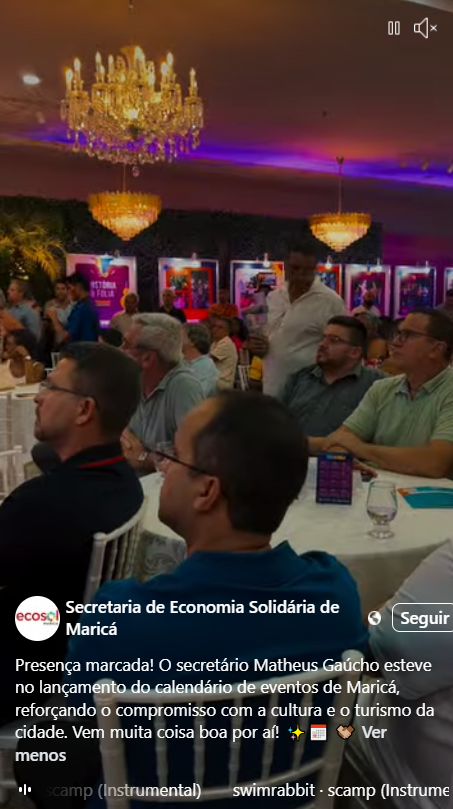 HISTÓRIA
& FOLIA
ecosol
Secretaria de Economia Solidária de
Maricá
Seguir
Presença marcada! O secretário Matheus Gaúcho esteve
no lançamento do calendário de eventos de Maricá,
reforçando o compromisso com a cultura e o turismo da
cidade. Vem muita coisa boa por aí! ✨🗓️ 🤝🏽 Ver
menos
scamp (Instrumental) swimrabbit · scamp (Instrume